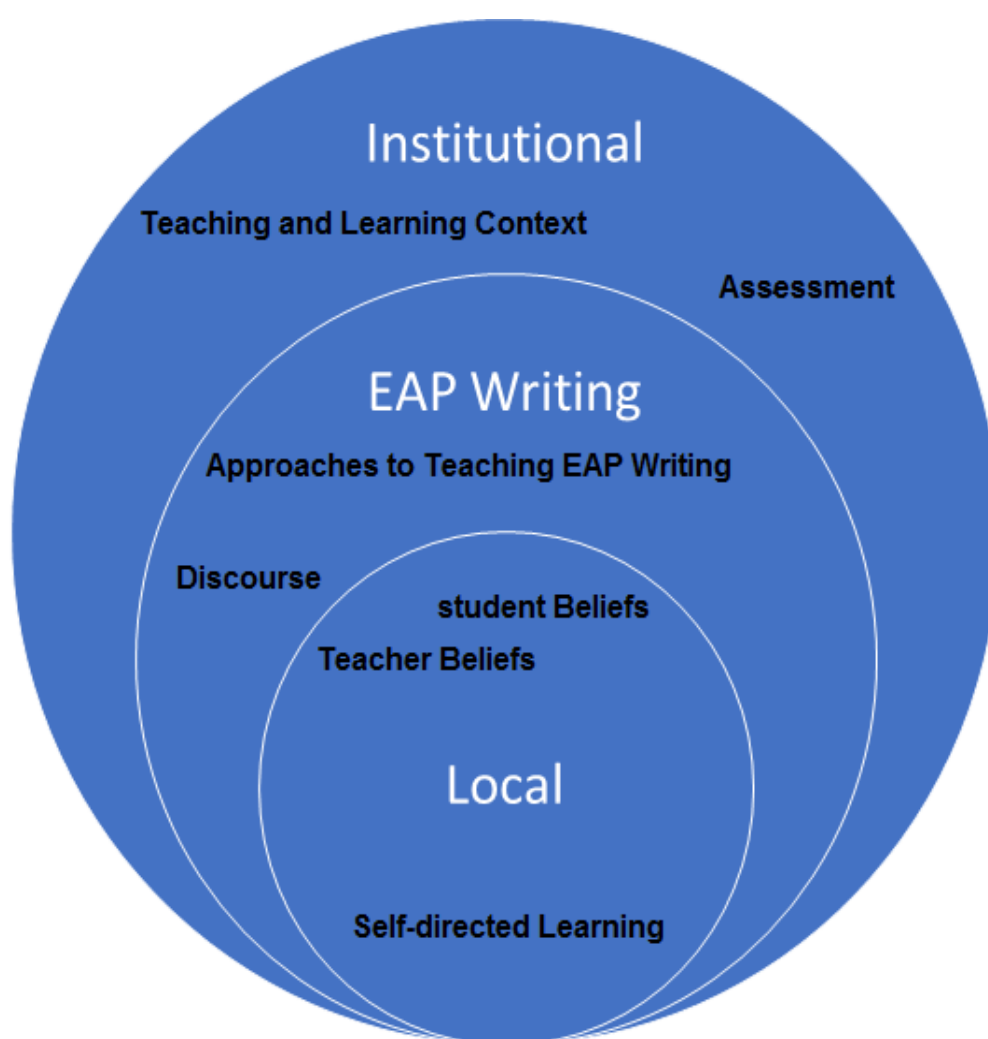 Institutional
Teaching and Learning Context
Assessment
EAP Writing
Approaches to Teaching EAP Writing
Discourse
student Beliefs
Teacher Beliefs
Local
Self-directed Learning